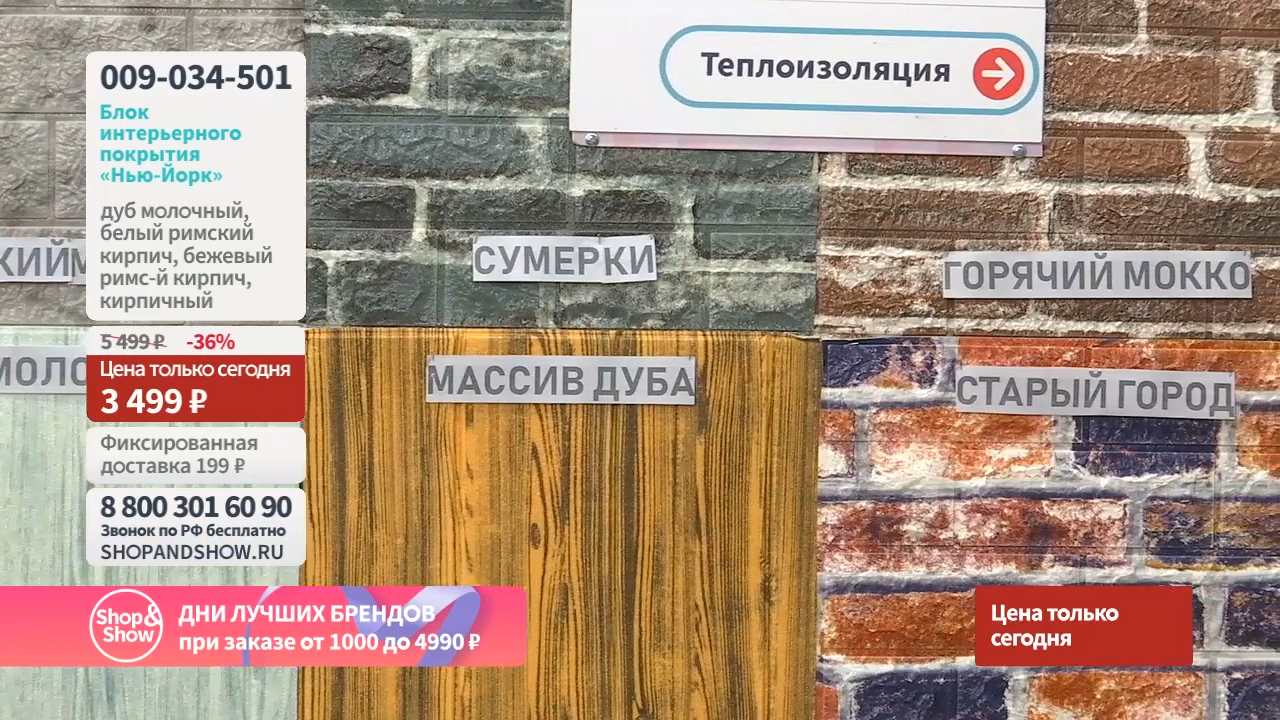 009-034-501
Блок
интерьерного
покрытия
«Нью-Йорк»
дуб молочный,
белый римский
кирпич, бежевый
римс-й кирпич,
кирпичный
5 499 ₽ -36%
Цена только сегодня
3 499 ₽
Фиксированная
доставка 199 ₽
8 800 301 60 90
Звонок по РФ бесплатно
SHOPANDSHOW.RU
Shop&
Show
ДНИ ЛУЧШИХ БРЕНДОВ
при заказе от 1000 до 4990 ₽
Теплоизоляция
СУМЕРКИ
ГОРЯЧИЙ МОККО
МАССИВ ДУБА
СТАРЫЙ ГОРОД
Цена только
сегодня